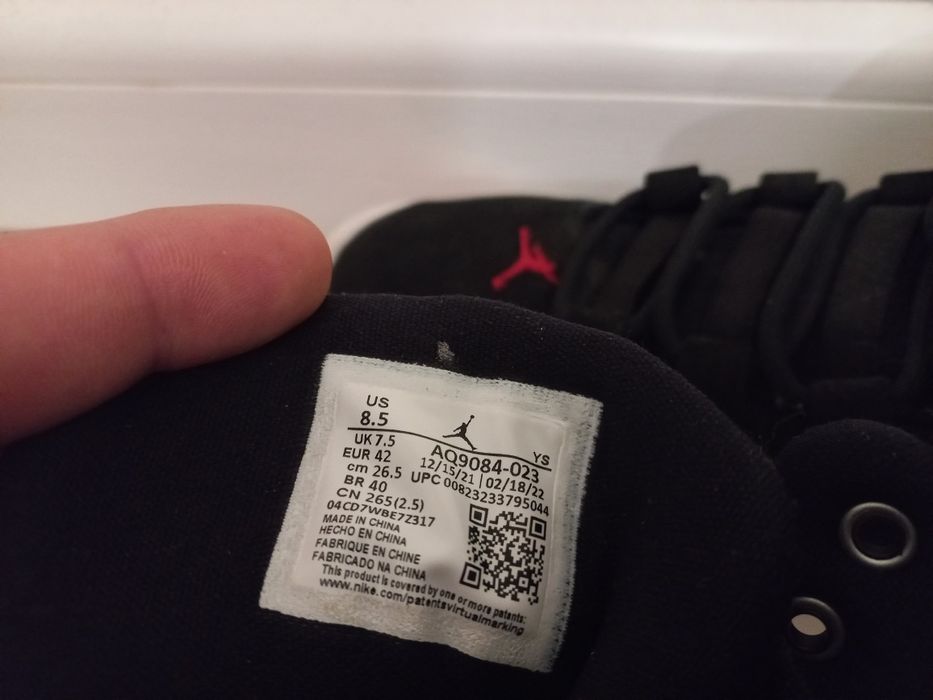 US
8.5
UK 7.5
EUR 42
cm 26.5
BR 40
CN 265(2.5)
04CD7WBE7Z317
YS
AQ9084-023
12/15/21 | 02/18/22
UPC 00823233795044
MADE IN CHINA
HECHO EN CHINA
FABRIQUE EN CHINE
FABRICADO NA CHINA
This product is covered by one or more patents:
www.nike.com/patentsvirtualmarking